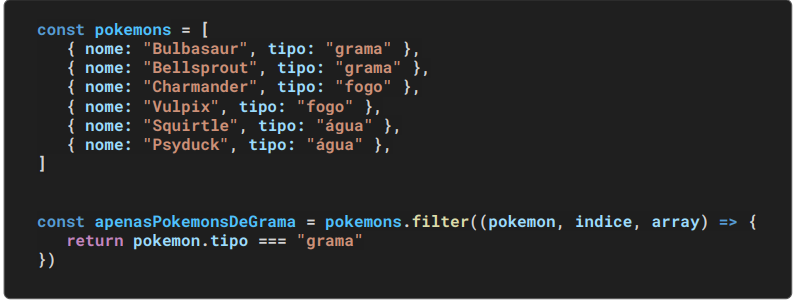 const pokemons = [
{ nome: "Bulbasaur", tipo: "grama" },
{ nome: "Bellsprout", tipo: "grama" },
{ nome: "Charmander", tipo: "fogo" },
{ nome: "Vulpix", tipo: "fogo" },
{ nome: "Squirtle", tipo: "água" },
{ nome: "Psyduck", tipo: "água" },
]
const apenasPokemonsDeGrama = pokemons.filter((pokemon, indice, array) => {
return pokemon.tipo === "grama"
})